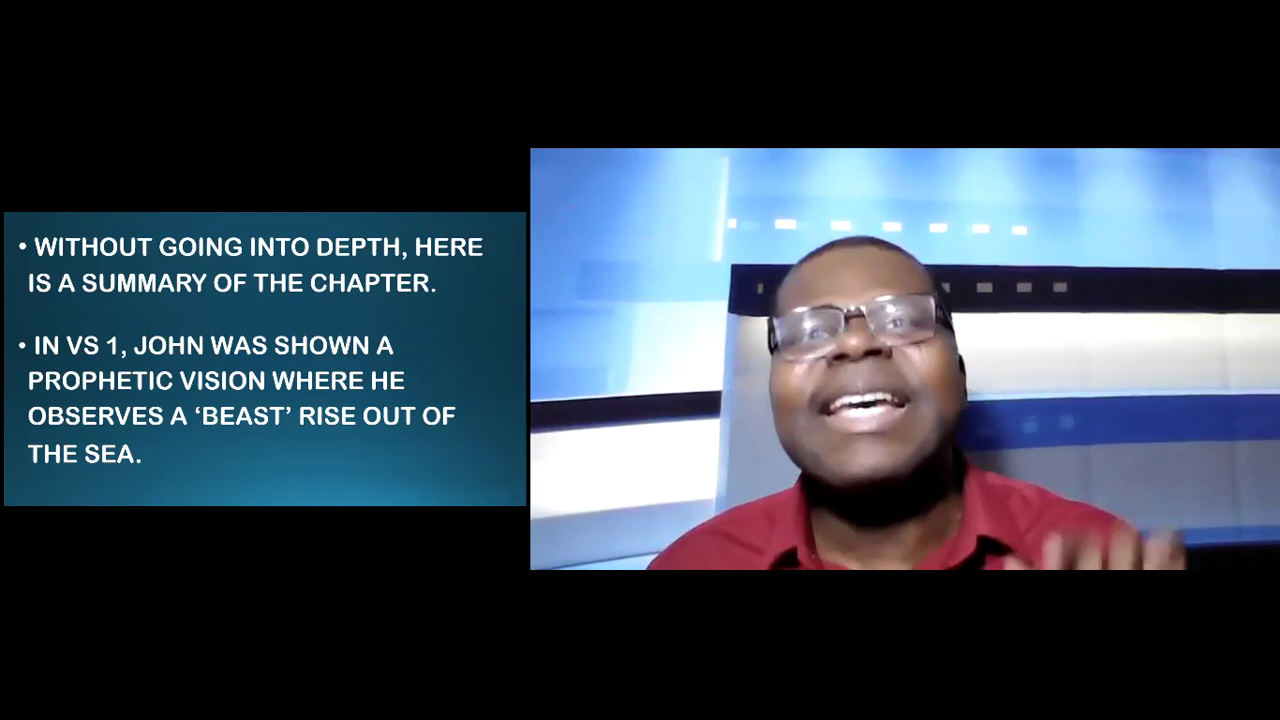 • WITHOUT GOING INTO DEPTH, HERE
IS A SUMMARY OF THE CHAPTER.
• IN VS 1, JOHN WAS SHOWN A
PROPHETIC VISION WHERE HE
OBSERVES A ‘BEAST’ RISE OUT OF
THE SEA.